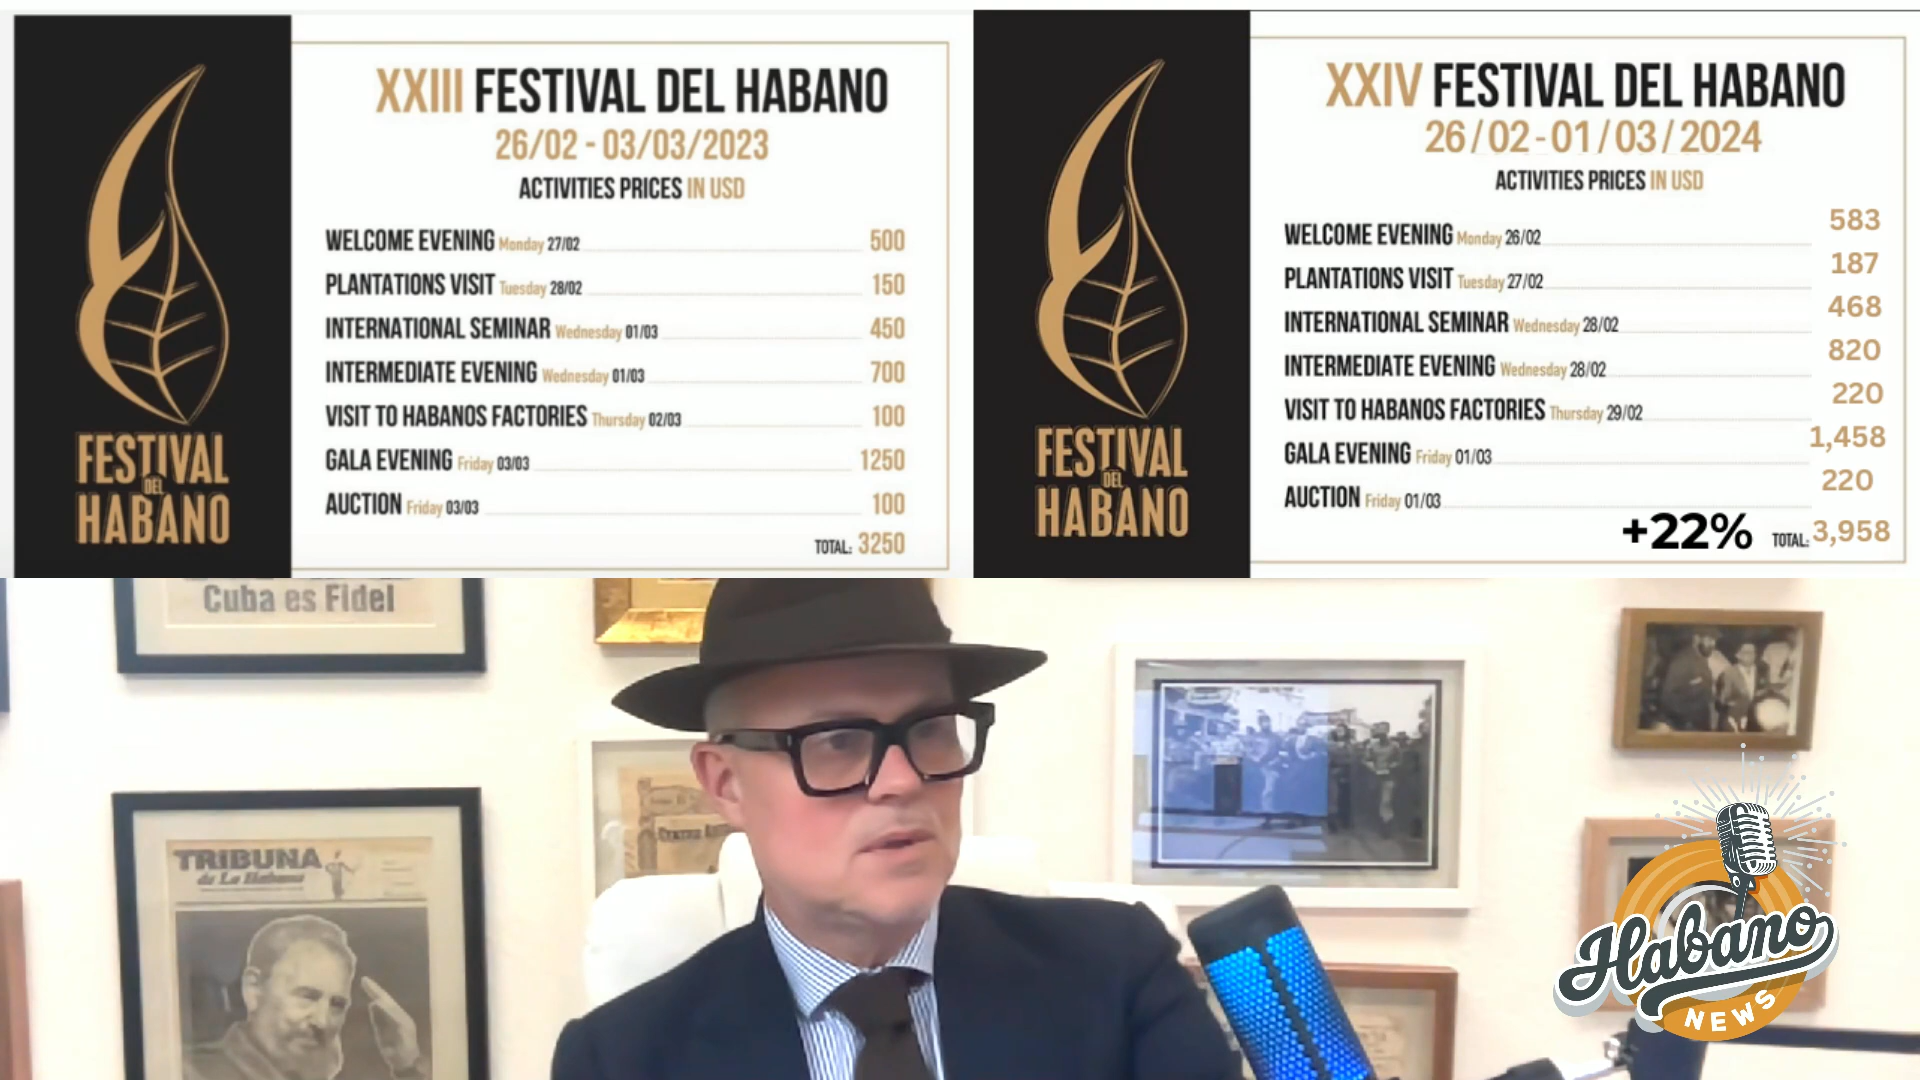 XXIII FESTIVAL DEL HABANO
26/02 - 03/03/2023
ACTIVITIES PRICES IN USD
WELCOME EVENING Monday 27/02 500
PLANTATIONS VISIT Tuesday 28/02 150
INTERNATIONAL SEMINAR Wednesday 01/03 450
INTERMEDIATE EVENING Wednesday 01/03 700
VISIT TO HABANOS FACTORIES Thursday 02/03 100
GALA EVENING Friday 03/03 1250
AUCTION Friday 03/03 100
TOTAL: 3250
FESTIVAL
DEL
HABANO
XXIV FESTIVAL DEL HABANO
26/02-01/03/2024
ACTIVITIES PRICES IN USD
WELCOME EVENING Monday 26/02 583
PLANTATIONS VISIT Tuesday 27/02 187
INTERNATIONAL SEMINAR Wednesday 28/02 468
INTERMEDIATE EVENING Wednesday 28/02 820
VISIT TO HABANOS FACTORIES Thursday 29/02 220
GALA EVENING Friday 01/03 1,458
AUCTION Friday 01/03 220
+22% TOTAL: 3,958
FESTIVAL
DEL
HABANO
Cuba es Fidel
TRIBUNA
de La Habana
Habano
NEWS